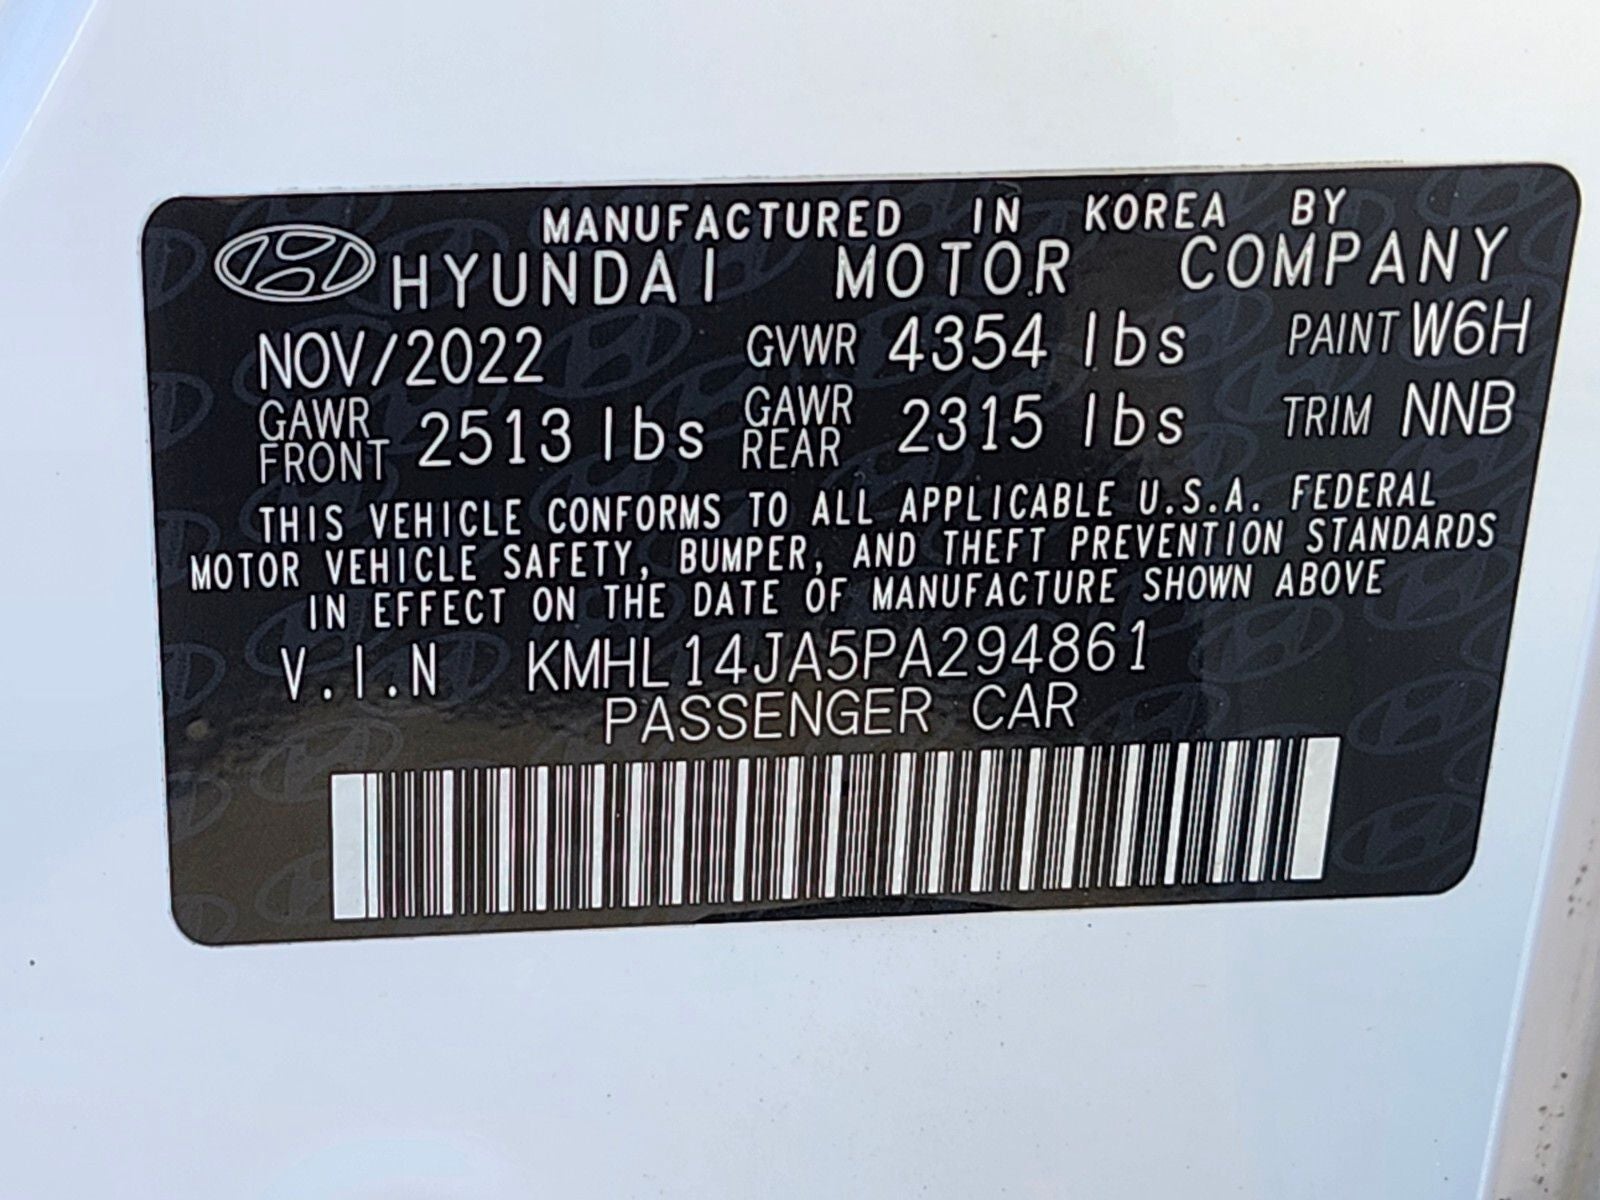 MANUFACTURED IN KOREA BY
HYUNDAI MOTOR COMPANY
NOV/2022 GVWR 4354 lbs PAINT W6H
GAWR FRONT 2513 lbs GAWR REAR 2315 lbs TRIM NNB
THIS VEHICLE CONFORMS TO ALL APPLICABLE U.S.A. FEDERAL
MOTOR VEHICLE SAFETY, BUMPER, AND THEFT PREVENTION STANDARDS
IN EFFECT ON THE DATE OF MANUFACTURE SHOWN ABOVE
V.I.N KMHL14JA5PA294861
PASSENGER CAR